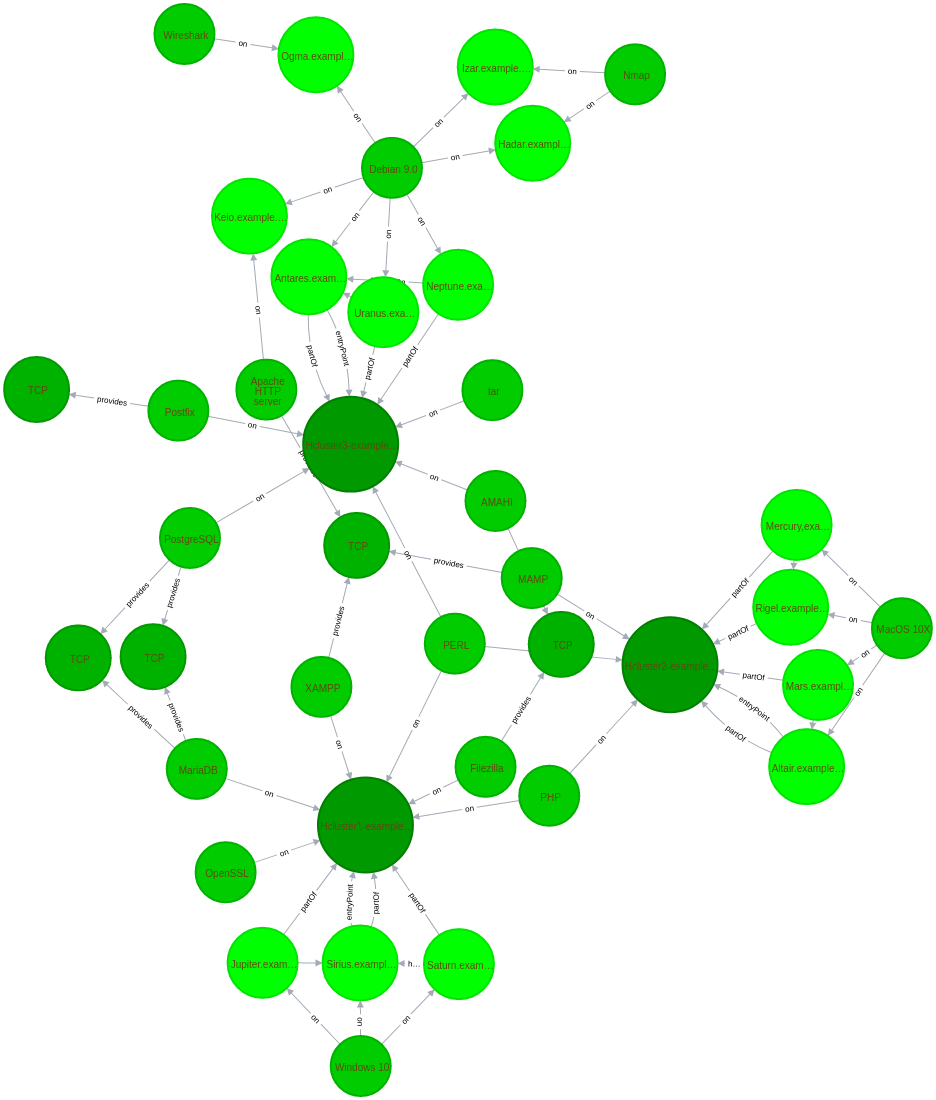 Wireshark
on
Ogma.exampl...
Izar.example....
on
Nmap
on
on
on
Hadar.exampl...
on
Debian 9.0
on
Keio.example....
on
on
on
Antares.exam...
Neptune.exa...
Uranus.exa...
on
entryPoint
partOf
partOf
partOf
Apache
HTTP
server
TCP
provides
Postfix
on
tar
on
Hcluster3-example...
on
AMAHI
on
Mercury,exa...
PostgreSQL
TCP
on
provides
MAMP
on
partOf
on
Rigel.example...
on
MacOS 10X
provides
provides
provides
TCP
TCP
PERL
TCP
Hcluster2-example...
partOf
on
partOf
Mars.exampl...
on
entryPoint
partOf
XAMPP
provides
provides
provides
on
on
on
Altair.example...
MariaDB
Filezilla
on
on
PHP
on
Hcluster1-example...
on
OpenSSL
partOf
entryPoint
partOf
partOf
Jupiter.exam...
Sirius.exampl...
h...
Saturn.exam...
on
on
on
Windows 10